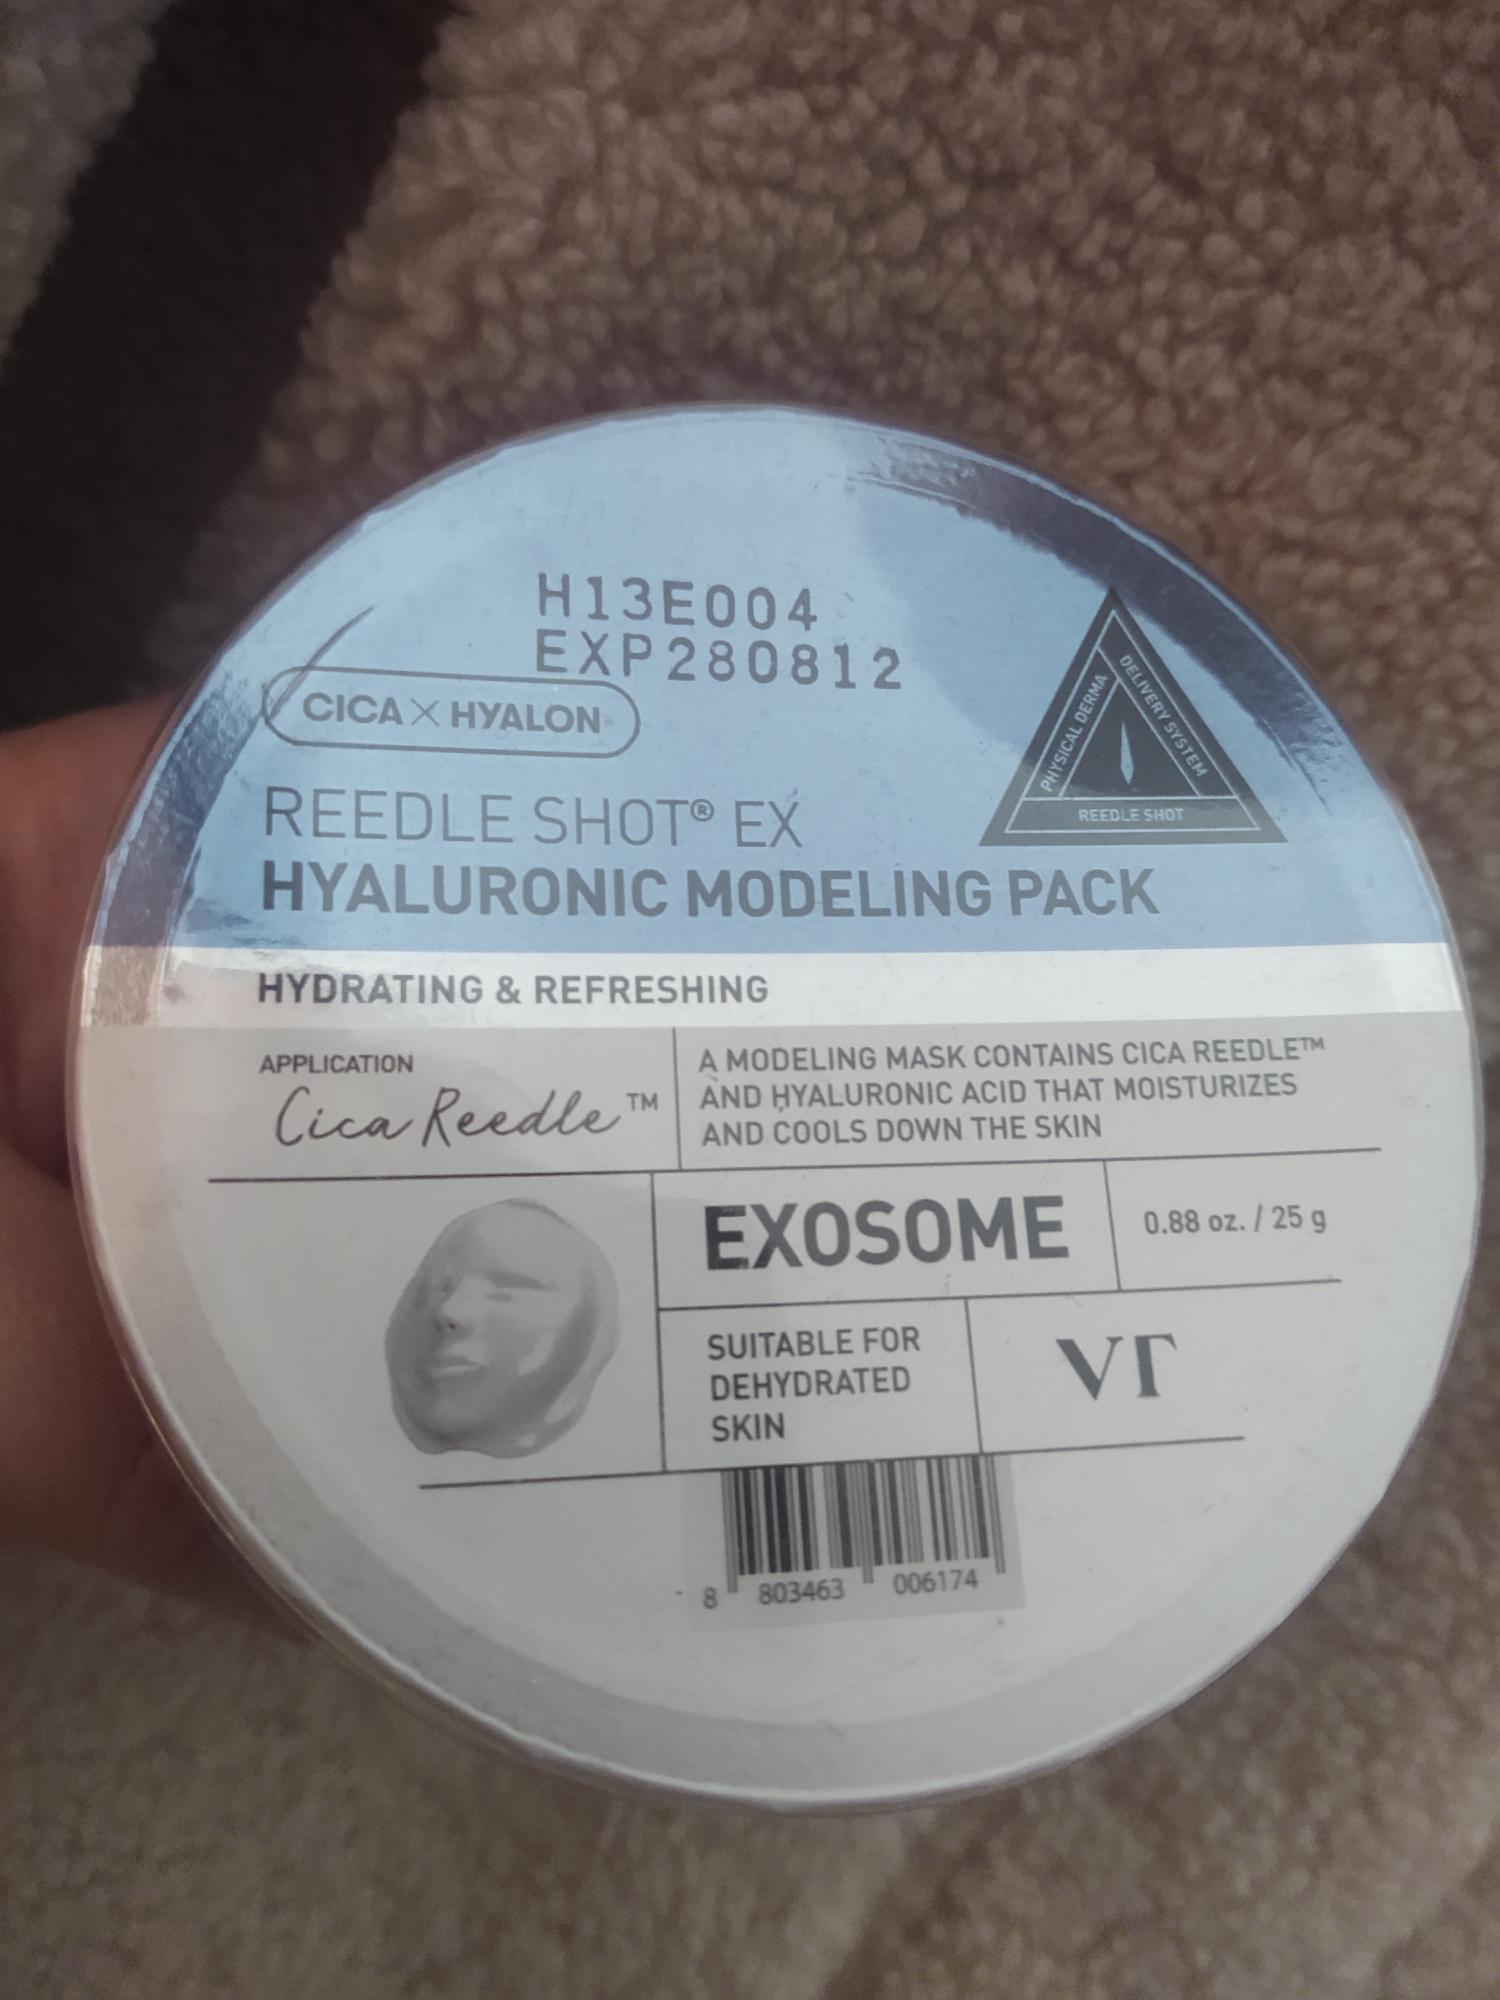 H13E004
EXP280812
CICA X HYALON
REEDLE SHOT® EX
HYALURONIC MODELING PACK
PHYSICAL DERMA
DELIVERY SYSTEM
REEDLE SHOT
HYDRATING & REFRESHING
APPLICATION
Cica Reedle™
A MODELING MASK CONTAINS CICA REEDLE™
AND HYALURONIC ACID THAT MOISTURIZES
AND COOLS DOWN THE SKIN
EXOSOME
0.88 oz. / 25 g
SUITABLE FOR
DEHYDRATED
SKIN
VT
8 803463 006174